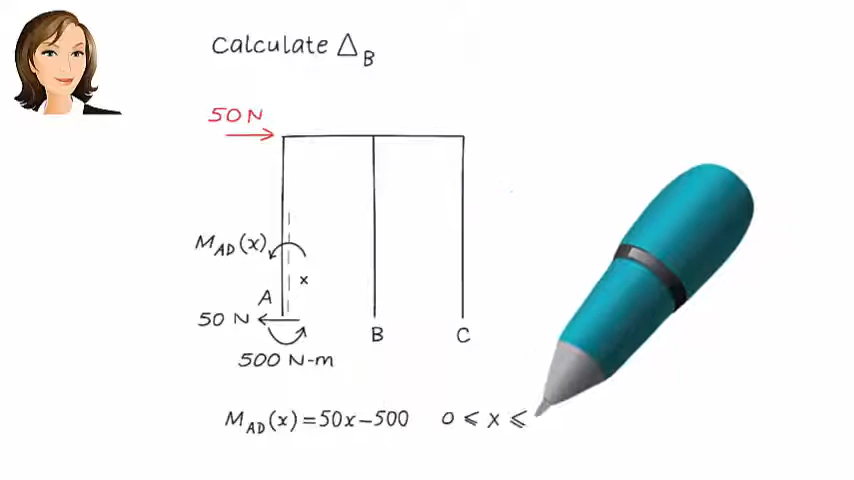 Calculate Δ_B
50 N
M_AD(x)
x
A
50 N
B
C
500 N-m
M_AD(x)=50x-500 0 ⩽ x ⩽